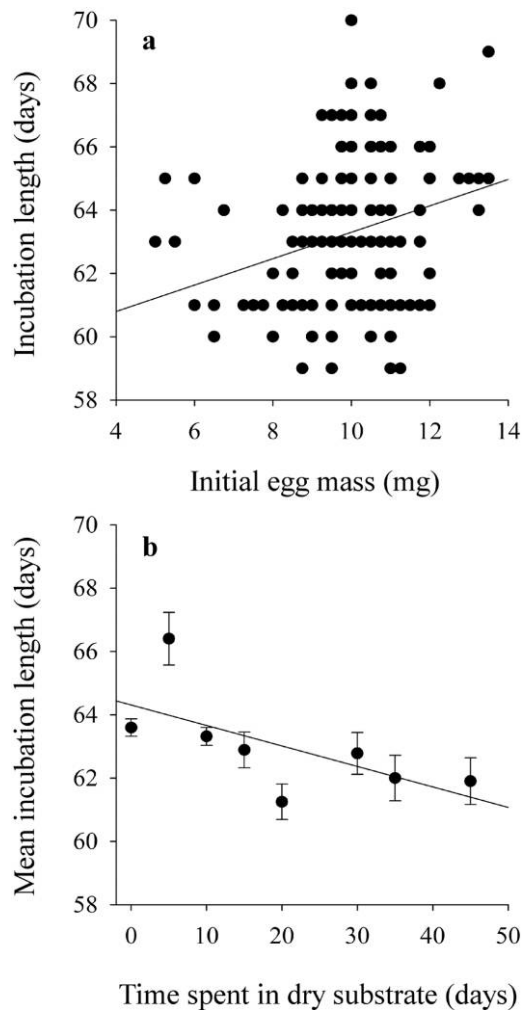 a
70
68
66
64
62
60
58
Incubation length (days)
4 6 8 10 12 14
Initial egg mass (mg)
b
70
68
66
64
62
60
58
Mean incubation length (days)
0 10 20 30 40 50
Time spent in dry substrate (days)